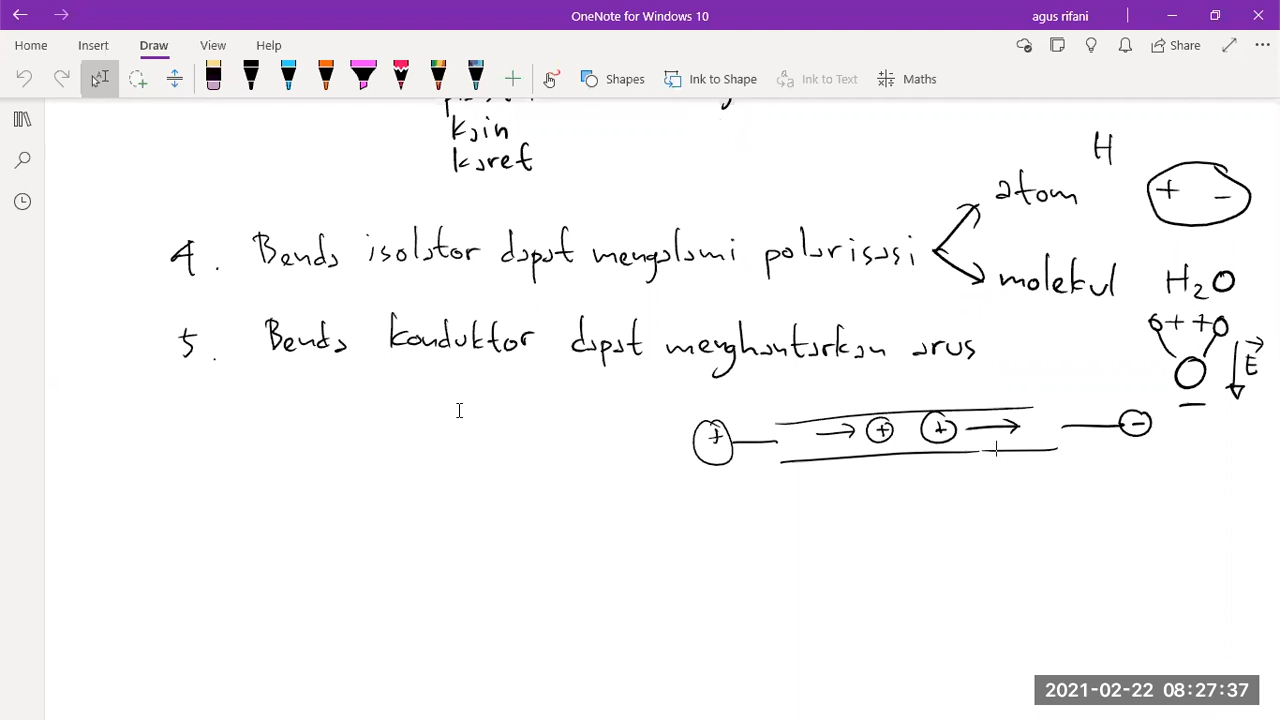 OneNote for Windows 10
agus rifani
Home Insert Draw View Help
Share
Shapes Ink to Shape Ink to Text Maths
kain
karet
4. Benda isolator dapat mengalami polarisasi
atom H + -
molekul H2O
+ +
E
-
5. Benda konduktor dapat menghantarkan arus
+ → + + → -
2021-02-22 08:27:37